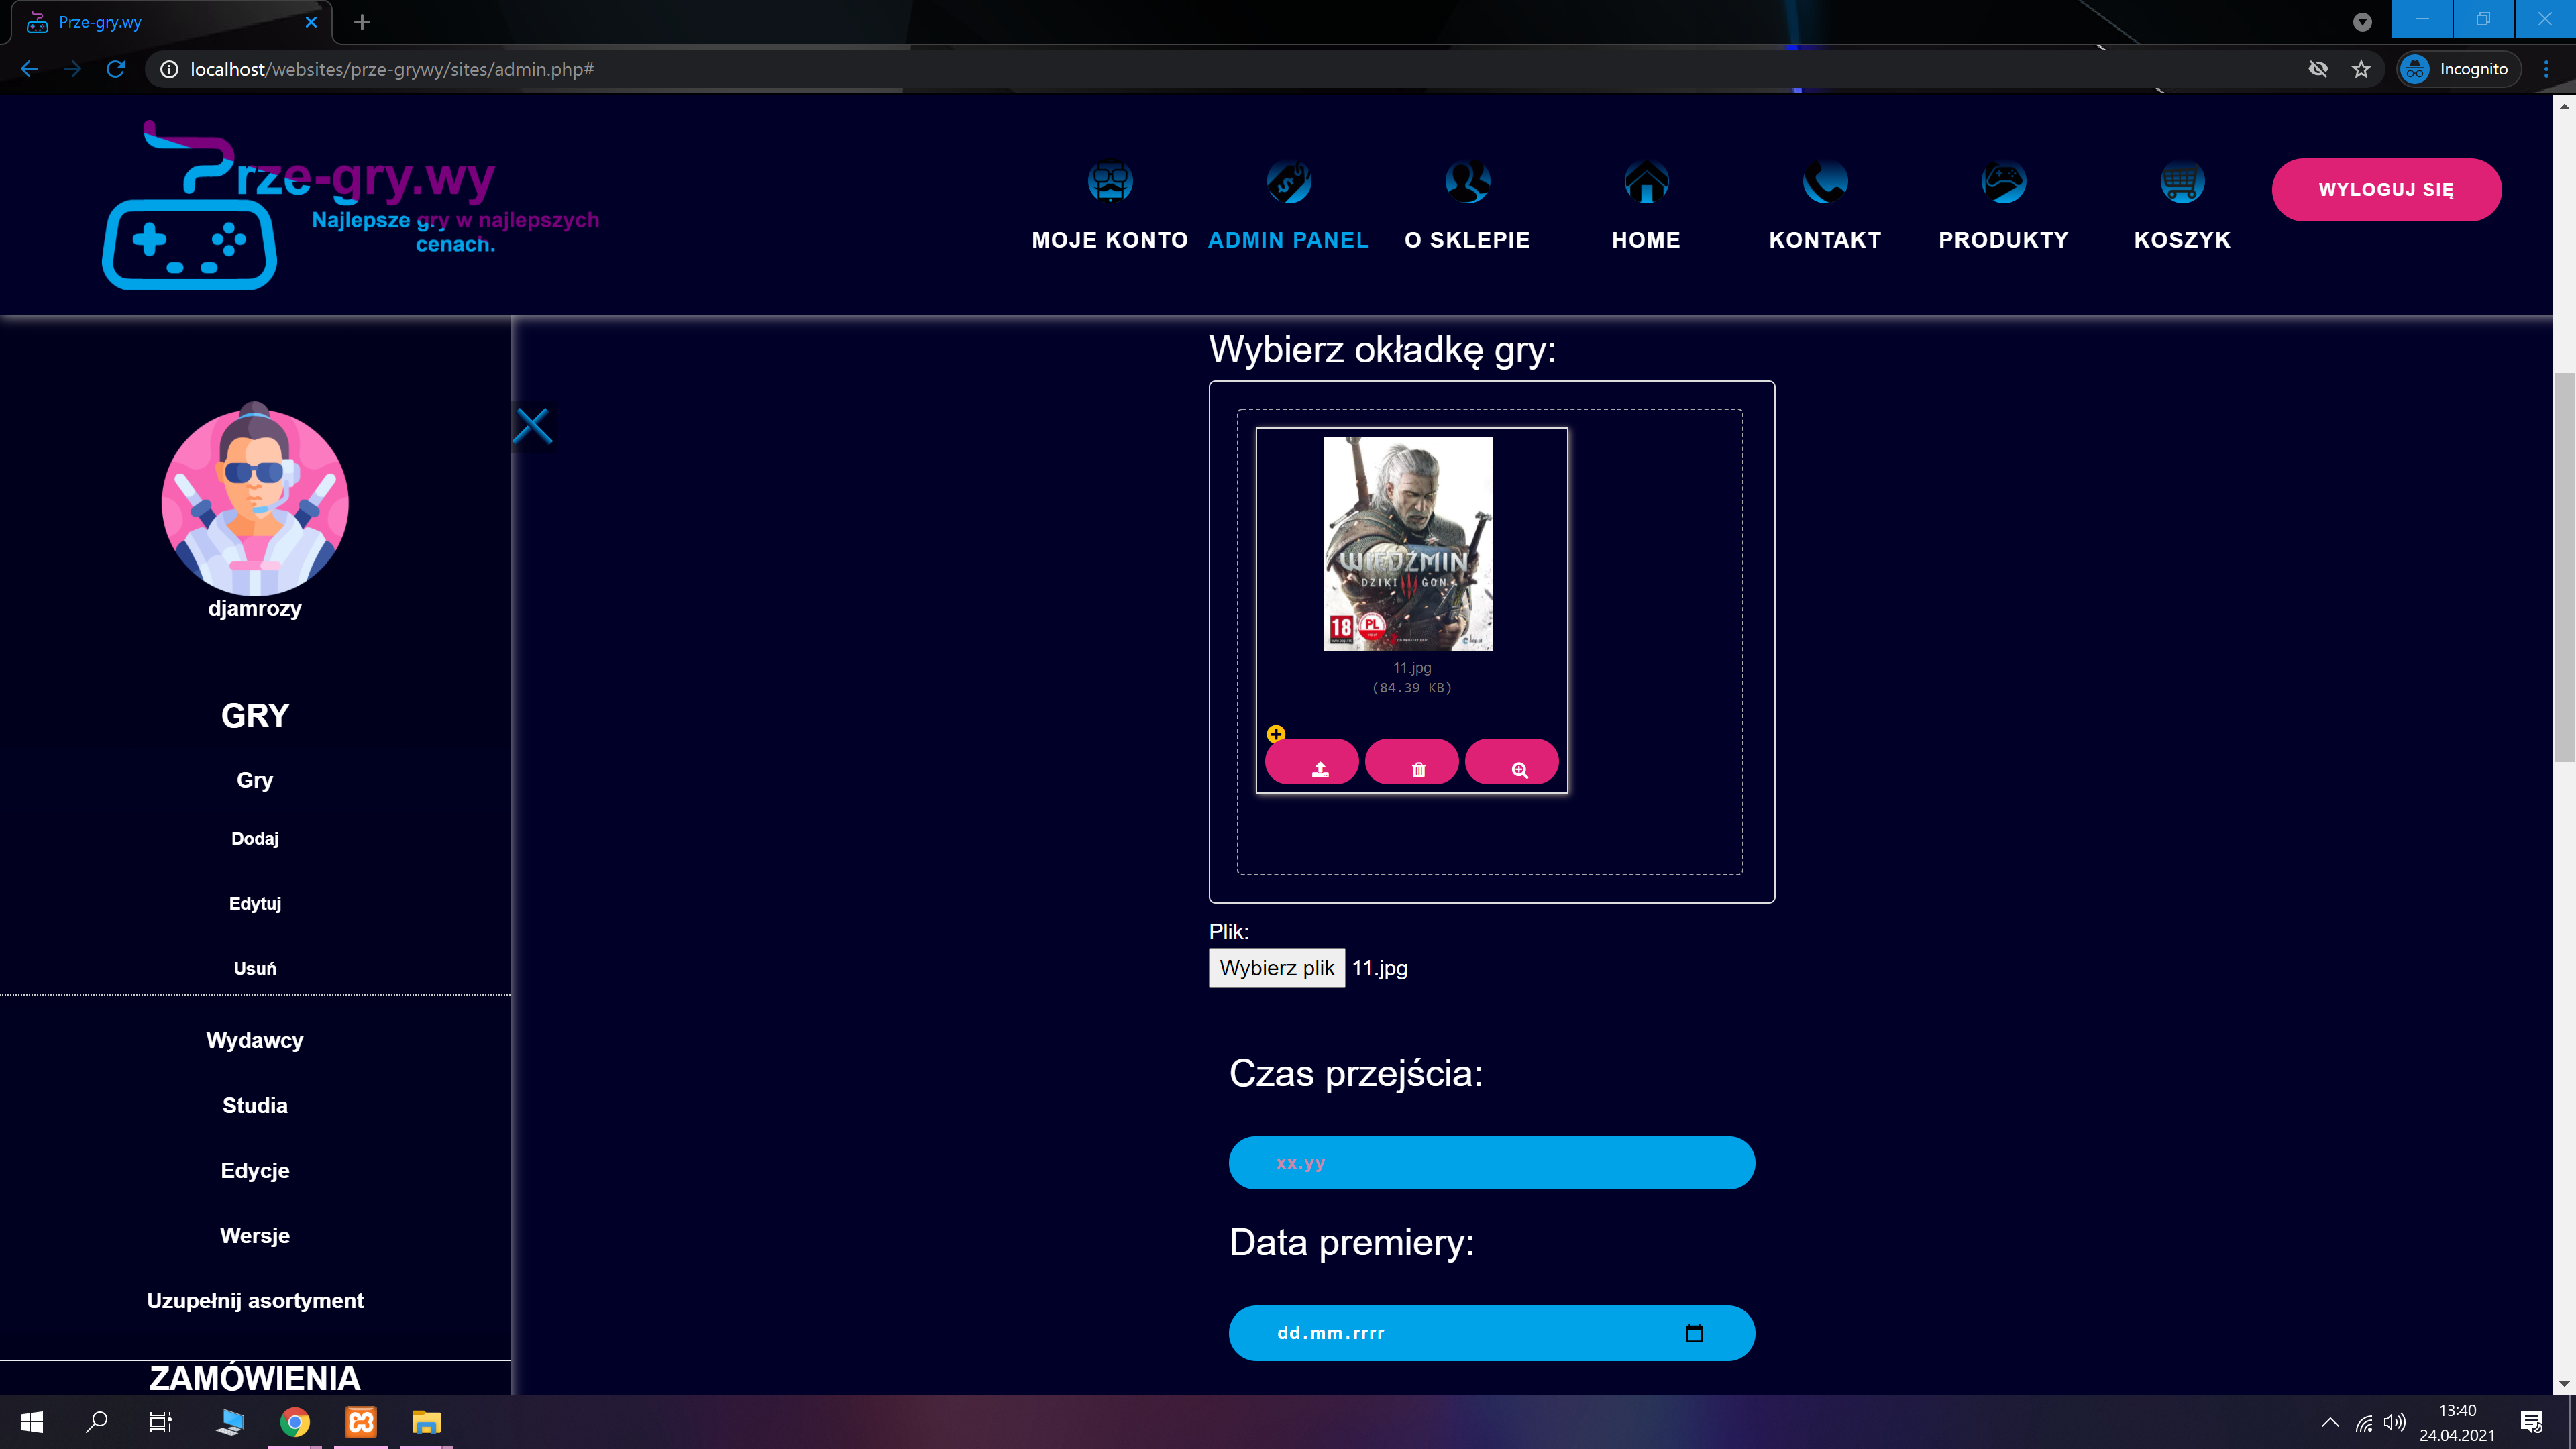 Prze-gry.wy
localhost/websites/prze-grywy/sites/admin.php#
Incognito
Prze-gry.wy
Najlepsze gry w najlepszych
cenach.
MOJE KONTO
ADMIN PANEL
O SKLEPIE
HOME
KONTAKT
PRODUKTY
KOSZYK
WYLOGUJ SIĘ
djamrozy
GRY
Gry
Dodaj
Edytuj
Usuń
Wydawcy
Studia
Edycje
Wersje
Uzupełnij asortyment
ZAMÓWIENIA
Wybierz okładkę gry:
WIEDŹMIN
DZIKI GON
18
PL
11.jpg
(84.39 KB)
Plik:
Wybierz plik 11.jpg
Czas przejścia:
xx.yy
Data premiery:
dd.mm.rrrr
13:40
24.04.2021